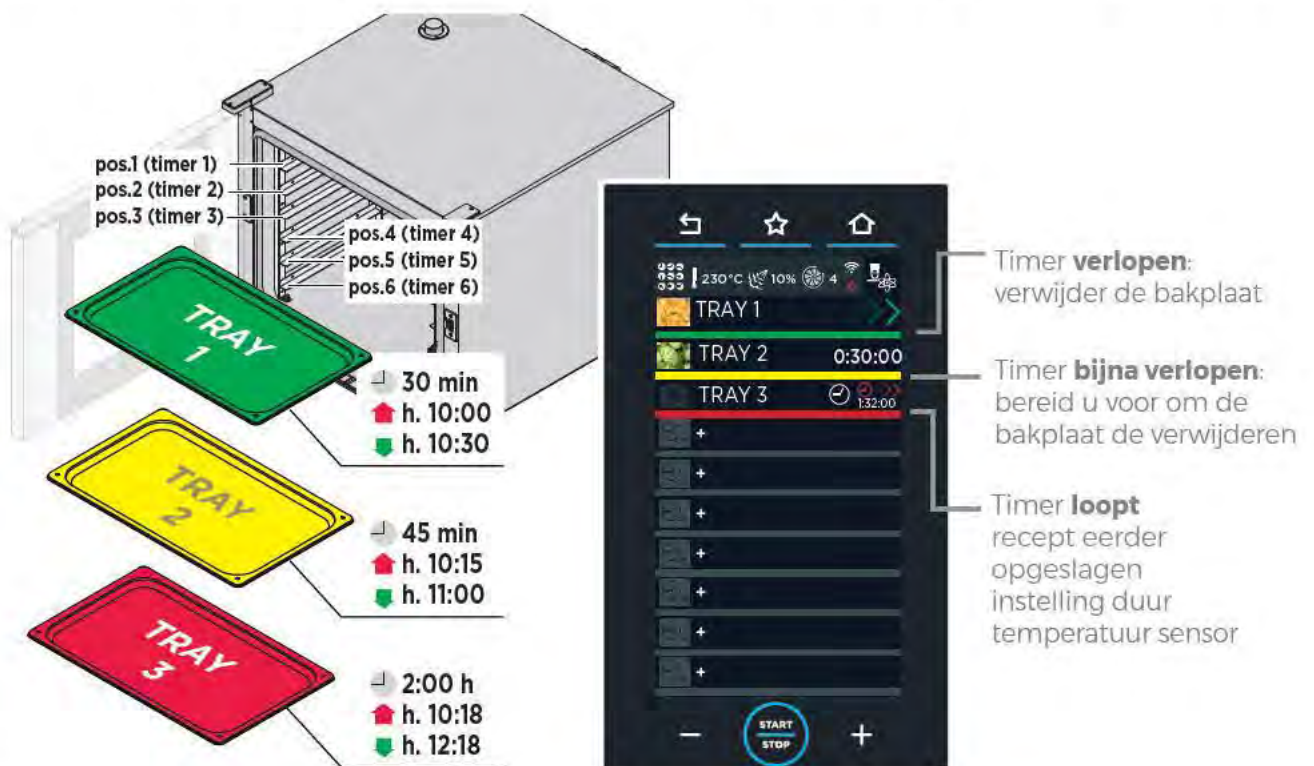 pos.1 (timer 1)
pos.2 (timer 2)
pos.3 (timer 3)
pos.4 (timer 4)
pos.5 (timer 5)
pos.6 (timer 6)
TRAY
1
30 min
h. 10:00
h. 10:30
TRAY
2
45 min
h. 10:15
h. 11:00
TRAY
3
2:00 h
h. 10:18
h. 12:18
230°C 10% 4
TRAY 1
TRAY 2 0:30:00
TRAY 3 1:32:00
+
+
+
+
+
+
+
− START STOP +
Timer verlopen:
verwijder de bakplaat
Timer bijna verlopen:
bereid u voor om de
bakplaat de verwijderen
Timer loopt
recept eerder
opgeslagen
instelling duur
temperatuur sensor